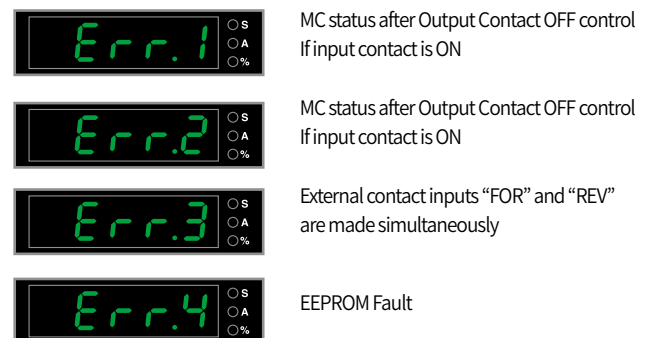 Err.1
S
A
%
MC status after Output Contact OFF control
If input contact is ON
Err.2
S
A
%
MC status after Output Contact OFF control
If input contact is ON
Err.3
S
A
%
External contact inputs “FOR” and “REV”
are made simultaneously
Err.4
S
A
%
EEPROM Fault